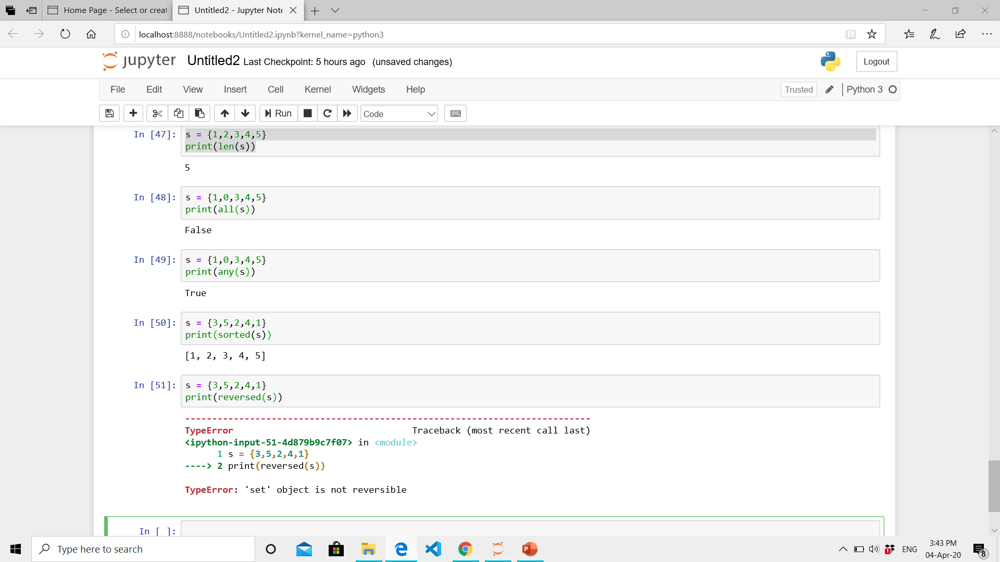 Home Page - Select or creat
Untitled2 - Jupyter Note
localhost:8888/notebooks/Untitled2.ipynb?kernel_name=python3
jupyter Untitled2 Last Checkpoint: 5 hours ago (unsaved changes)
Logout
File Edit View Insert Cell Kernel Widgets Help
Trusted
Python 3
Run
Code
In [47]: s = {1,2,3,4,5}
print(len(s))
5
In [48]: s = {1,0,3,4,5}
print(all(s))
False
In [49]: s = {1,0,3,4,5}
print(any(s))
True
In [50]: s = {3,5,2,4,1}
print(sorted(s))
[1, 2, 3, 4, 5]
In [51]: s = {3,5,2,4,1}
print(reversed(s))
---------------------------------------------------------------------------
TypeError                                 Traceback (most recent call last)
<ipython-input-51-4d879b9c7f07> in <module>
      1 s = {3,5,2,4,1}
----> 2 print(reversed(s))
TypeError: 'set' object is not reversible
In [ ]:
Type here to search
P
1
ENG
3:43 PM
04-Apr-20
8